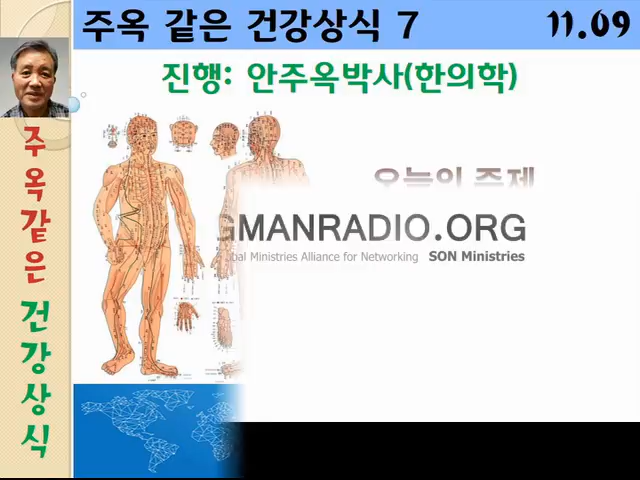 주옥 같은 건강상식 7 11.09
진행: 안주옥박사(한의학)
오늘의 주제
GMANRADIO.ORG
bal Ministries Alliance for Networking SON Ministries
주옥같은 건강상식